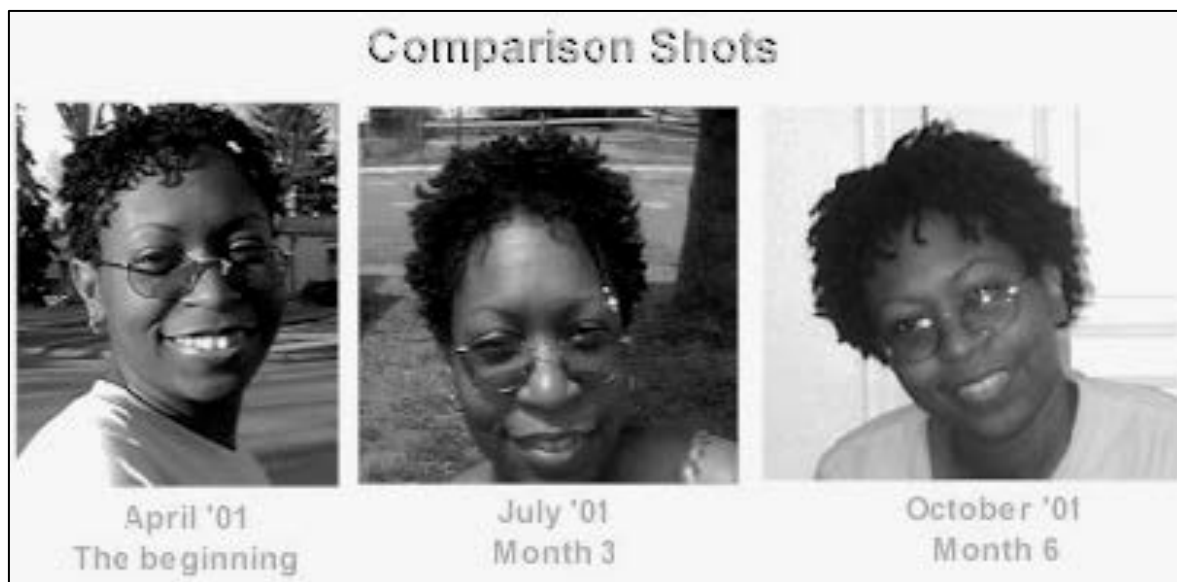 Comparison Shots
April '01
The beginning
July '01
Month 3
October '01
Month 6